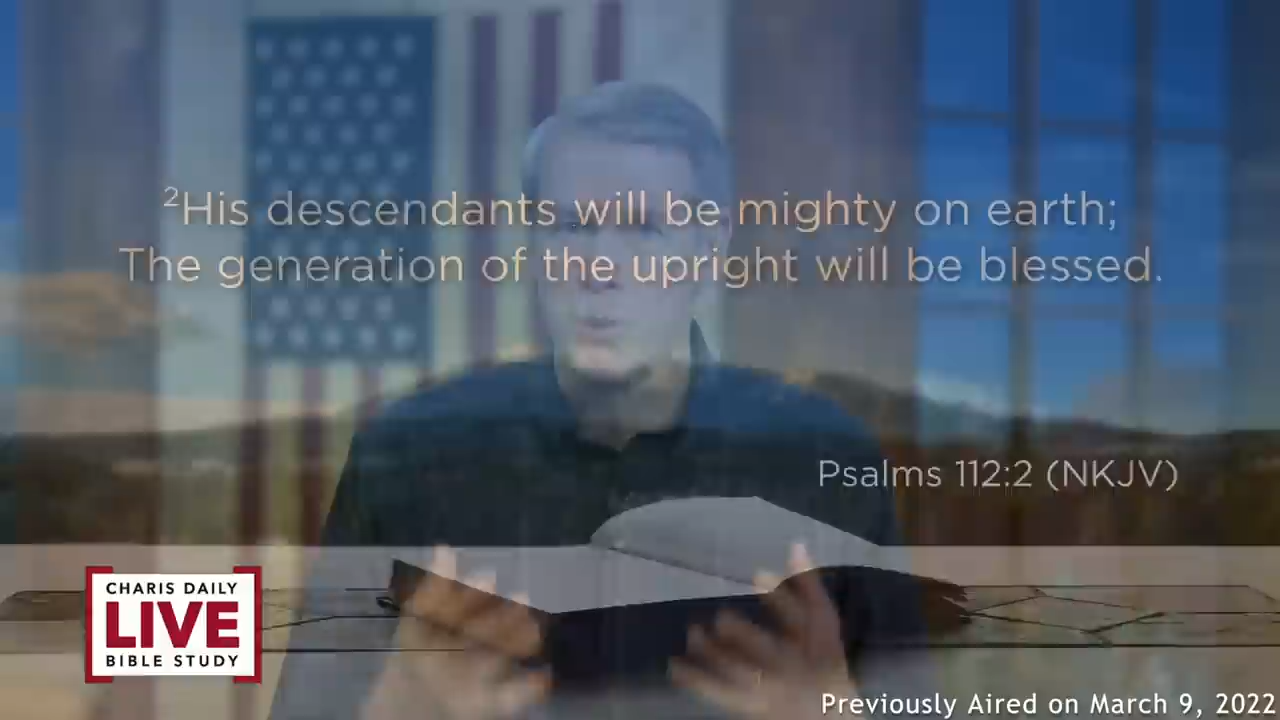 ²His descendants will be mighty on earth;
The generation of the upright will be blessed.
Psalms 112:2 (NKJV)
CHARIS DAILY
LIVE
BIBLE STUDY
Previously Aired on March 9, 2022